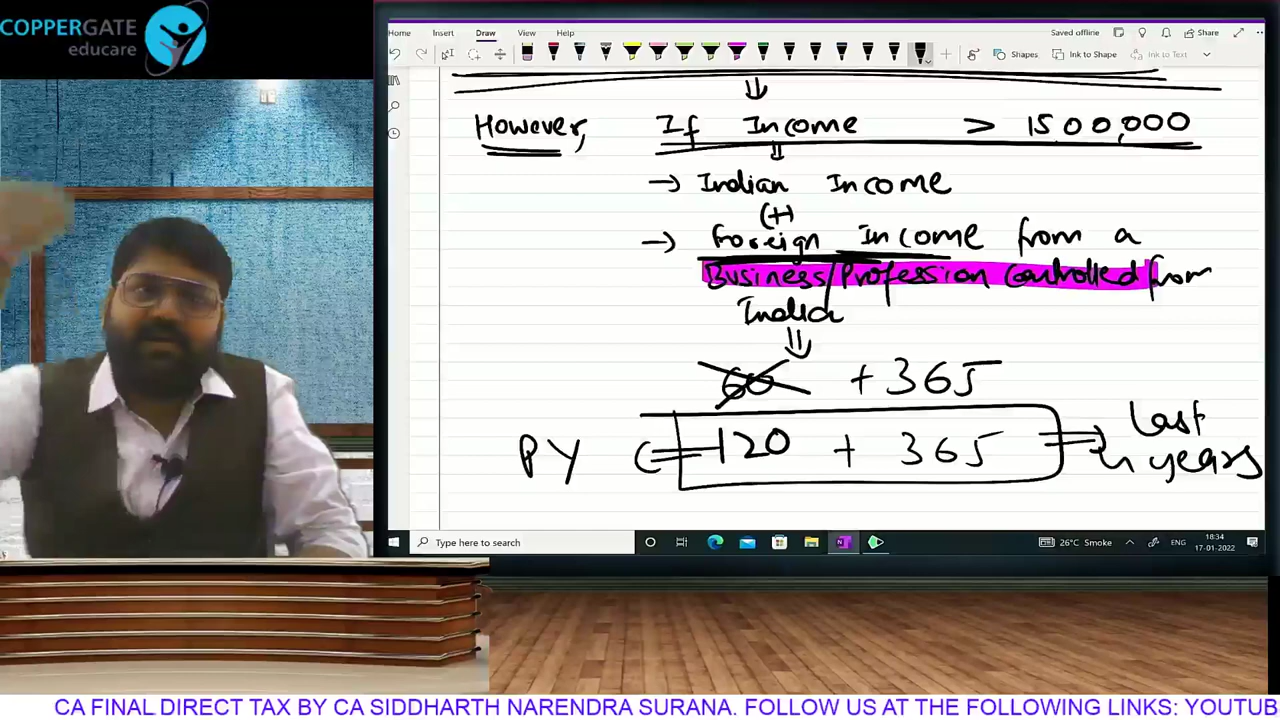 COPPERGATE
educare
Home Insert Draw View Help
Saved offline
Share
Shapes
Ink to Shape
Ink to Text
However, If Income > 1500,000
→ Indian Income
(+)
→ Foreign Income from a
Business/Profession Controlled from
India
60 + 365
PY 120 + 365 last
4 years
Type here to search
26°C Smoke
ENG
18:34
17-01-2022
CA FINAL DIRECT TAX BY CA SIDDHARTH NARENDRA SURANA. FOLLOW US AT THE FOLLOWING LINKS: YOUTUB